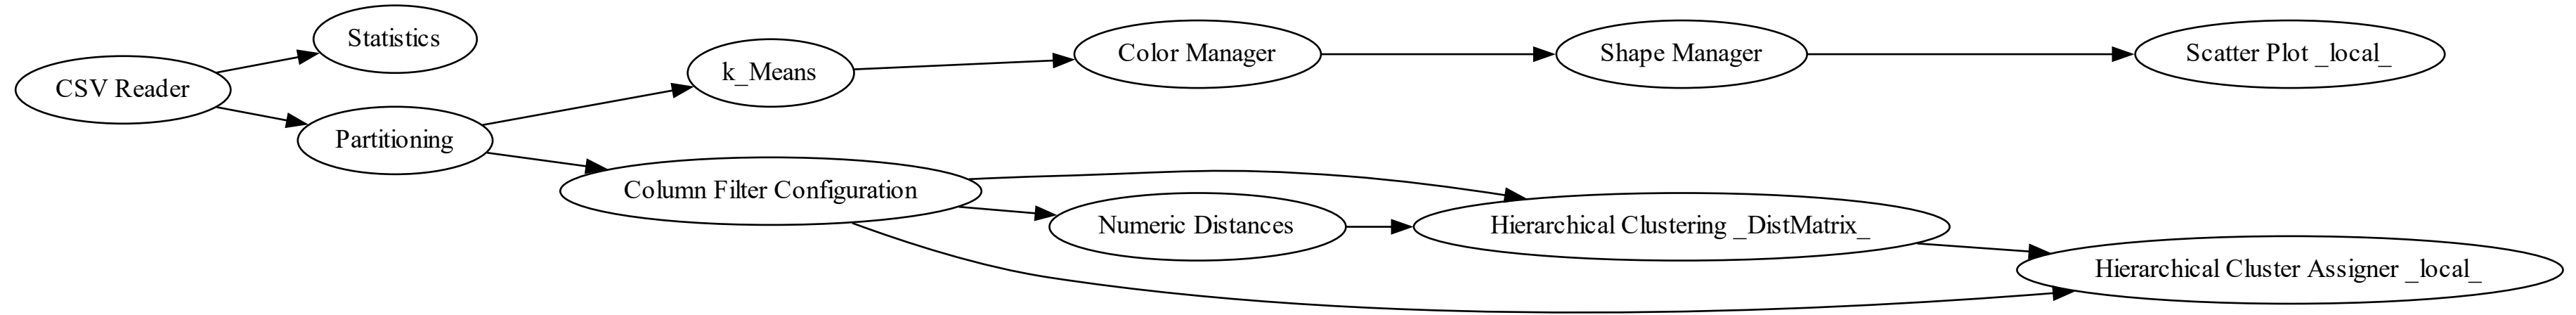 CSV Reader
Statistics
Partitioning
k_Means
Color Manager
Shape Manager
Scatter Plot _local_
Column Filter Configuration
Numeric Distances
Hierarchical Clustering _DistMatrix_
Hierarchical Cluster Assigner _local_